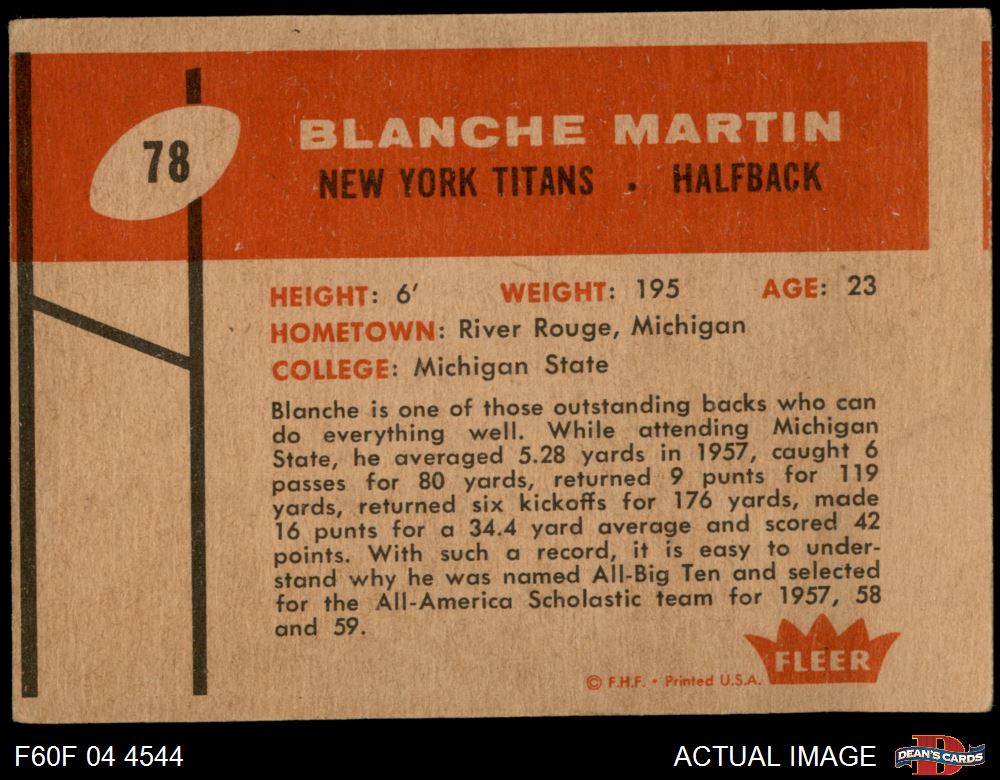 78
BLANCHE MARTIN
NEW YORK TITANS . HALFBACK
HEIGHT: 6′ WEIGHT: 195 AGE: 23
HOMETOWN: River Rouge, Michigan
COLLEGE: Michigan State
Blanche is one of those outstanding backs who can
do everything well. While attending Michigan
State, he averaged 5.28 yards in 1957, caught 6
passes for 80 yards, returned 9 punts for 119
yards, returned six kickoffs for 176 yards, made
16 punts for a 34.4 yard average and scored 42
points. With such a record, it is easy to under-
stand why he was named All-Big Ten and selected
for the All-America Scholastic team for 1957, 58
and 59.
FLEER
© F.H.F. • Printed U.S.A.
F60F 04 4544
ACTUAL IMAGE
D
DEAN'S CARDS